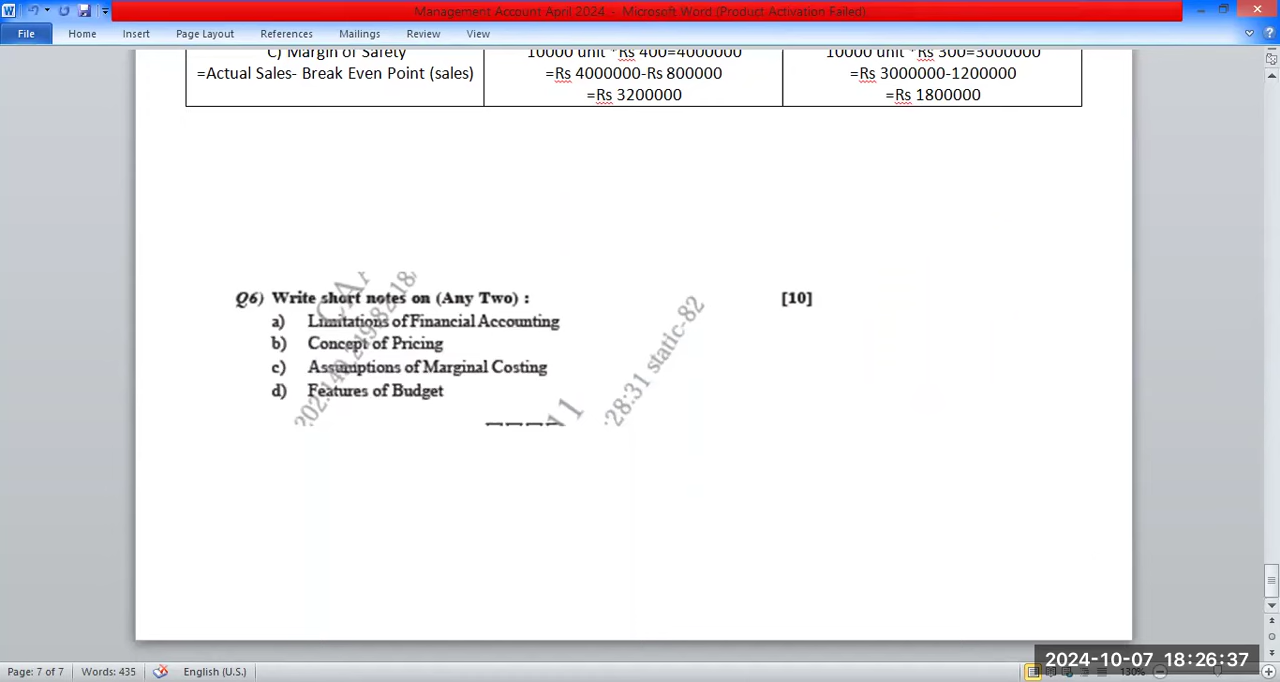 Management Account April 2024. - Microsoft Word (Product Activation Failed)
File Home Insert Page Layout References Mailings Review View
C) Margin of Safety
=Actual Sales- Break Even Point (sales)
10000 unit *Rs 400=4000000
=Rs 4000000-Rs 800000
=Rs 3200000
10000 unit *Rs 300=3000000
=Rs 3000000-1200000
=Rs 1800000
Q6) Write short notes on (Any Two) : [10]
a) Limitations of Financial Accounting
b) Concept of Pricing
c) Assumptions of Marginal Costing
d) Features of Budget
:28:31 static-82
11
Page: 7 of 7 Words: 435 English (U.S.) 130%
2024-10-07 18:26:37